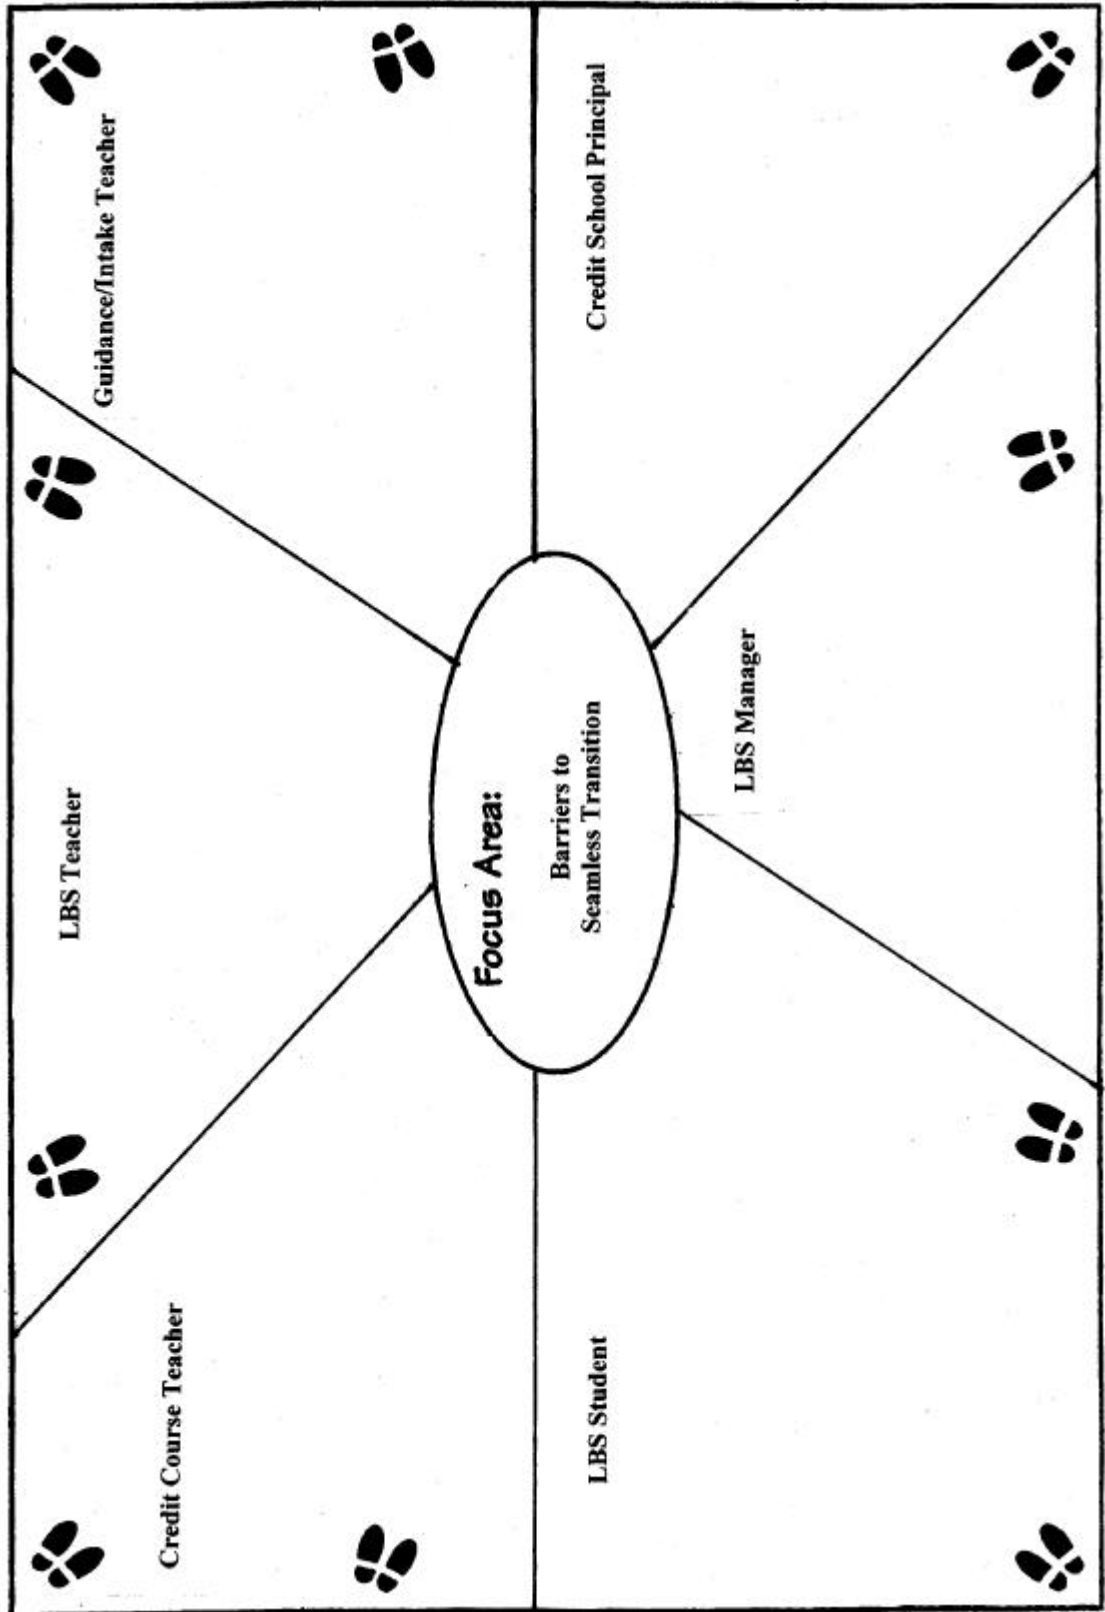 Credit Course Teacher
LBS Teacher
Guidance/Intake Teacher
Focus Area:
Barriers to
Seamless Transition
LBS Student
LBS Manager
Credit School Principal